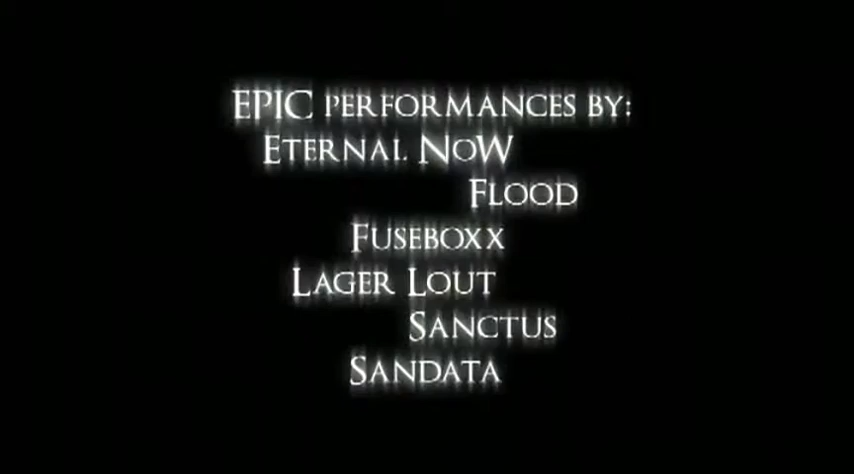 EPIC PERFORMANCES BY:
ETERNAL NOW
FLOOD
FUSEBOXX
LAGER LOUT
SANCTUS
SANDATA